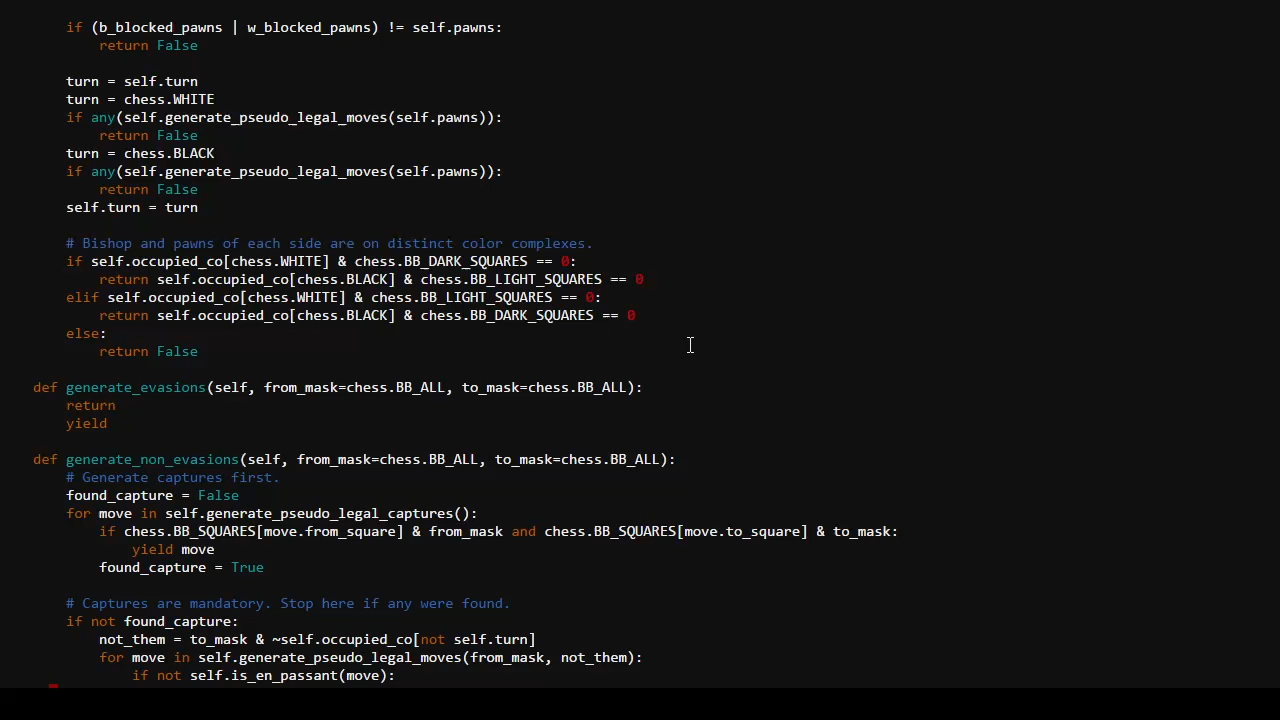 if (b_blocked_pawns | w_blocked_pawns) != self.pawns:
return False
turn = self.turn
turn = chess.WHITE
if any(self.generate_pseudo_legal_moves(self.pawns)):
return False
turn = chess.BLACK
if any(self.generate_pseudo_legal_moves(self.pawns)):
return False
self.turn = turn
# Bishop and pawns of each side are on distinct color complexes.
if self.occupied_co[chess.WHITE] & chess.BB_DARK_SQUARES == 0:
return self.occupied_co[chess.BLACK] & chess.BB_LIGHT_SQUARES == 0
elif self.occupied_co[chess.WHITE] & chess.BB_LIGHT_SQUARES == 0:
return self.occupied_co[chess.BLACK] & chess.BB_DARK_SQUARES == 0
else:
return False
def generate_evasions(self, from_mask=chess.BB_ALL, to_mask=chess.BB_ALL):
return
yield
def generate_non_evasions(self, from_mask=chess.BB_ALL, to_mask=chess.BB_ALL):
# Generate captures first.
found_capture = False
for move in self.generate_pseudo_legal_captures():
if chess.BB_SQUARES[move.from_square] & from_mask and chess.BB_SQUARES[move.to_square] & to_mask:
yield move
found_capture = True
# Captures are mandatory. Stop here if any were found.
if not found_capture:
not_them = to_mask & ~self.occupied_co[not self.turn]
for move in self.generate_pseudo_legal_moves(from_mask, not_them):
if not self.is_en_passant(move):